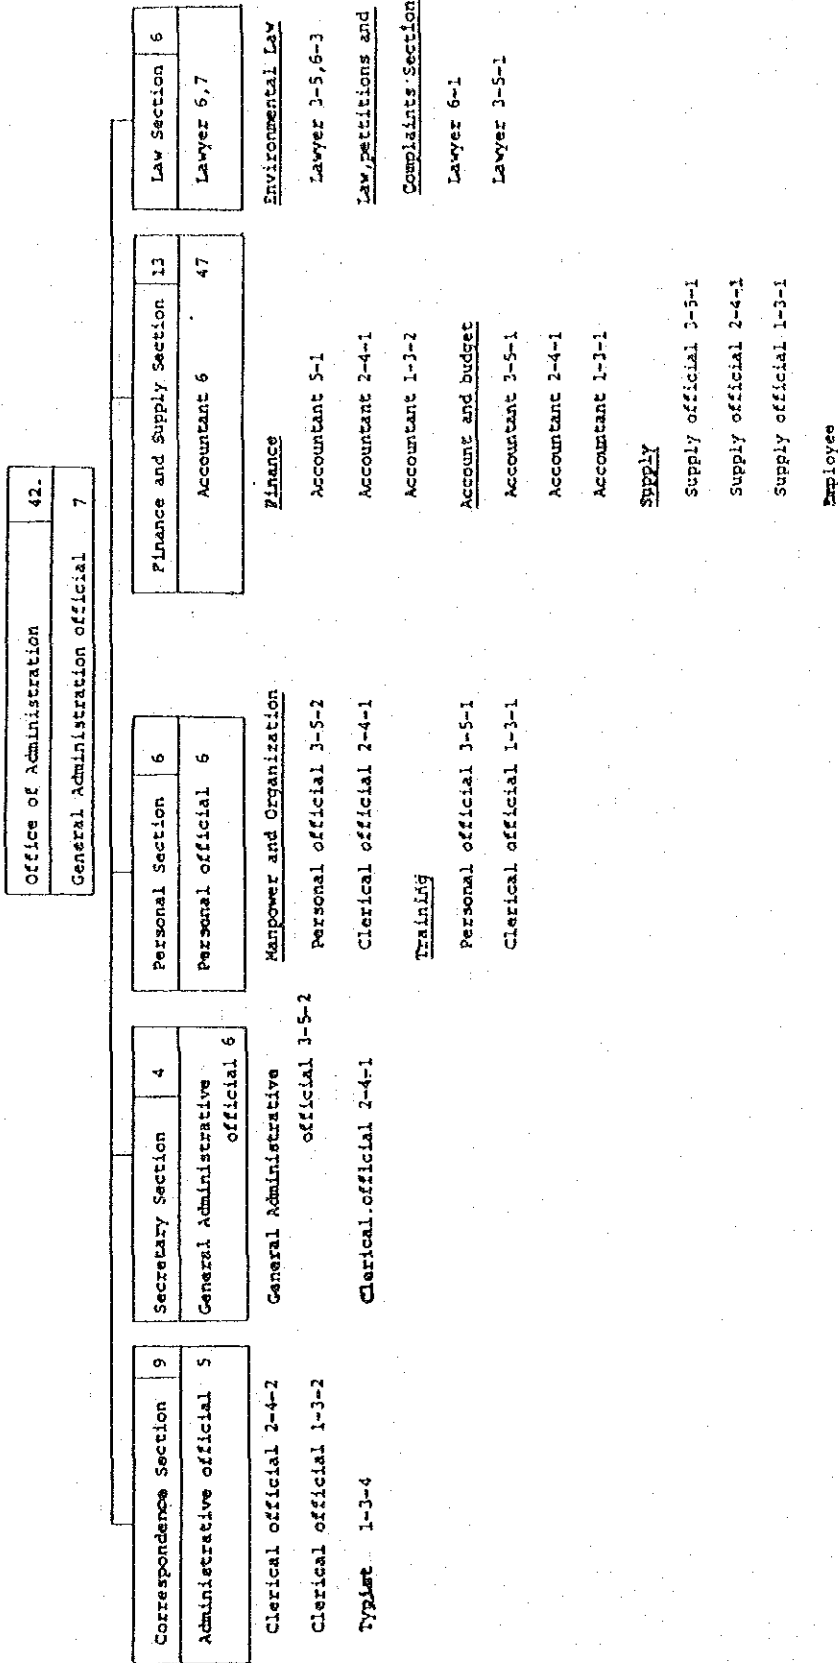 Office of Administration 42.
General Administration official 7
Correspondence Section 9
Administrative official 5
Clerical official 2-4-2
Clerical official 1-3-2
Typist 1-3-4
Secretary Section 4
General Administrative
official 6
General Administrative
official 3-5-2
Clerical.official 2-4-1
Personal Section 6
Personal official 6
Manpower and Organization
Personal official 3-5-2
Clerical official 2-4-1
Training
Personal official 3-5-1
Clerical official 1-3-1
Finance and Supply Section 13
Accountant 6 47
Finance
Accountant 5-1
Accountant 2-4-1
Accountant 1-3-2
Account and budget
Accountant 3-5-1
Accountant 2-4-1
Accountant 1-3-1
Supply
Supply official 3-5-1
Supply official 2-4-1
Supply official 1-3-1
Employee
Law Section 6
Lawyer 6,7
Environmental Law
Lawyer 3-5,6-3
Law,pettitions and
Complaints Section
Lawyer 6-1
Lawyer 3-5-1